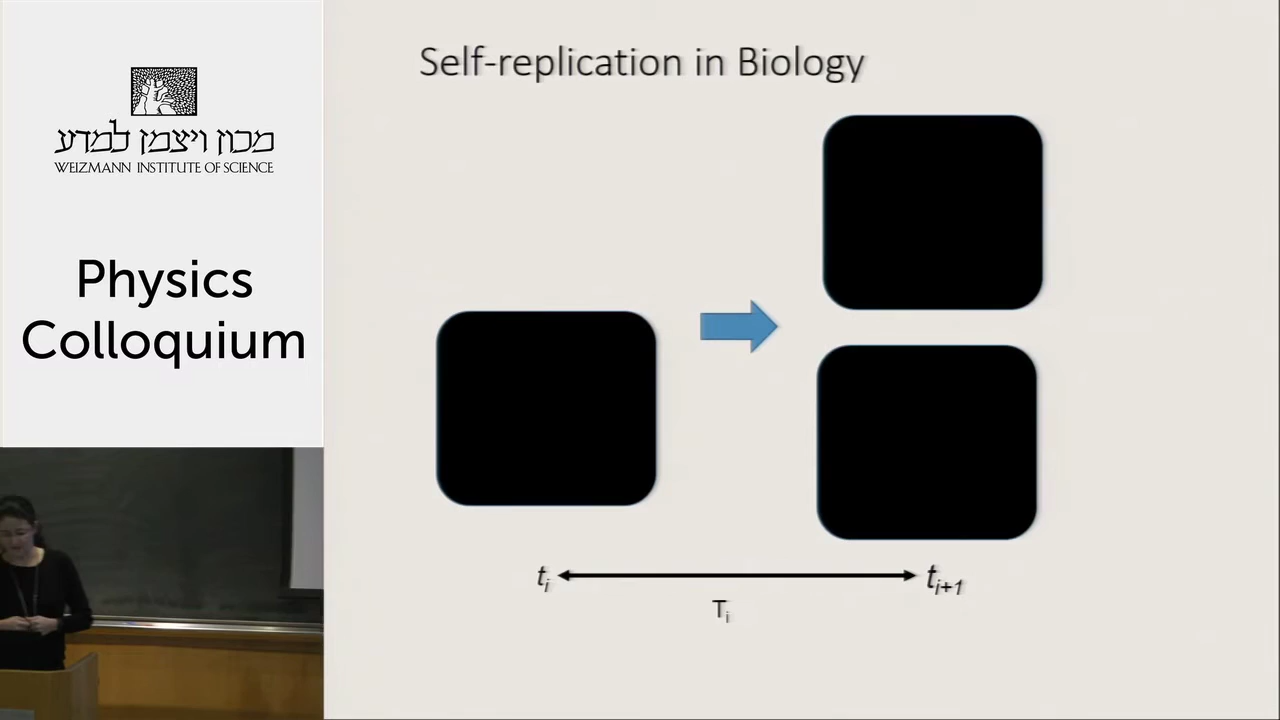 מכון ויצמן למדע
WEIZMANN INSTITUTE OF SCIENCE
Physics
Colloquium
Self-replication in Biology
ti
ti+1
Ti